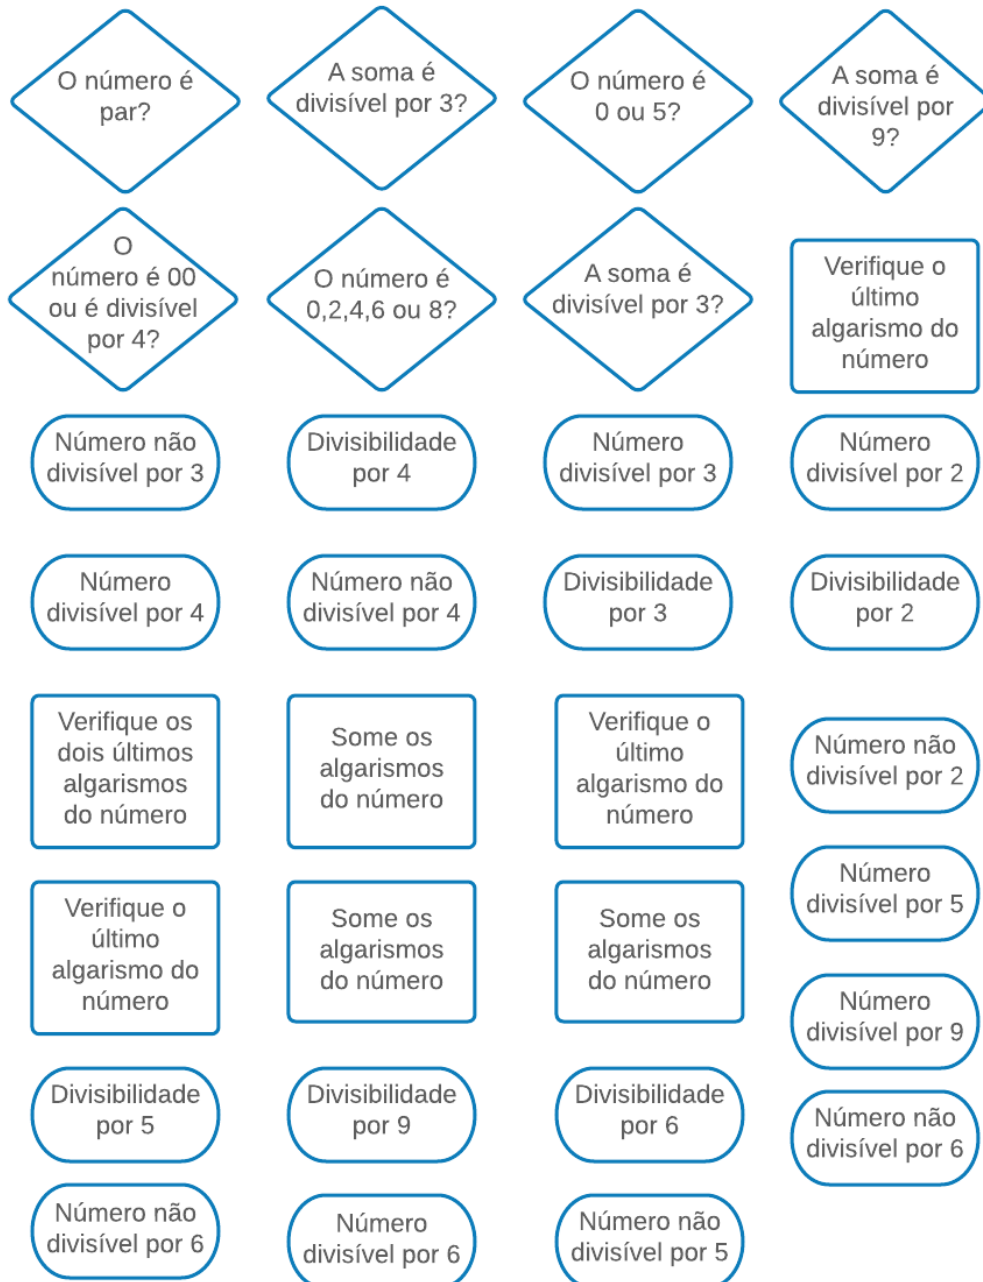 O número é
par?
A soma é
divisível por 3?
O número é
0 ou 5?
A soma é
divisível por
9?
O
número é 00
ou é divisível
por 4?
O número é
0,2,4,6 ou 8?
A soma é
divisível por 3?
Verifique o
último
algarismo do
número
Número não
divisível por 3
Divisibilidade
por 4
Número
divisível por 3
Número
divisível por 2
Número
divisível por 4
Número não
divisível por 4
Divisibilidade
por 3
Divisibilidade
por 2
Verifique os
dois últimos
algarismos
do número
Some os
algarismos
do número
Verifique o
último
algarismo do
número
Número não
divisível por 2
Número
divisível por 5
Verifique o
último
algarismo do
número
Some os
algarismos
do número
Some os
algarismos
do número
Número
divisível por 9
Divisibilidade
por 5
Divisibilidade
por 9
Divisibilidade
por 6
Número não
divisível por 6
Número não
divisível por 6
Número
divisível por 6
Número não
divisível por 5